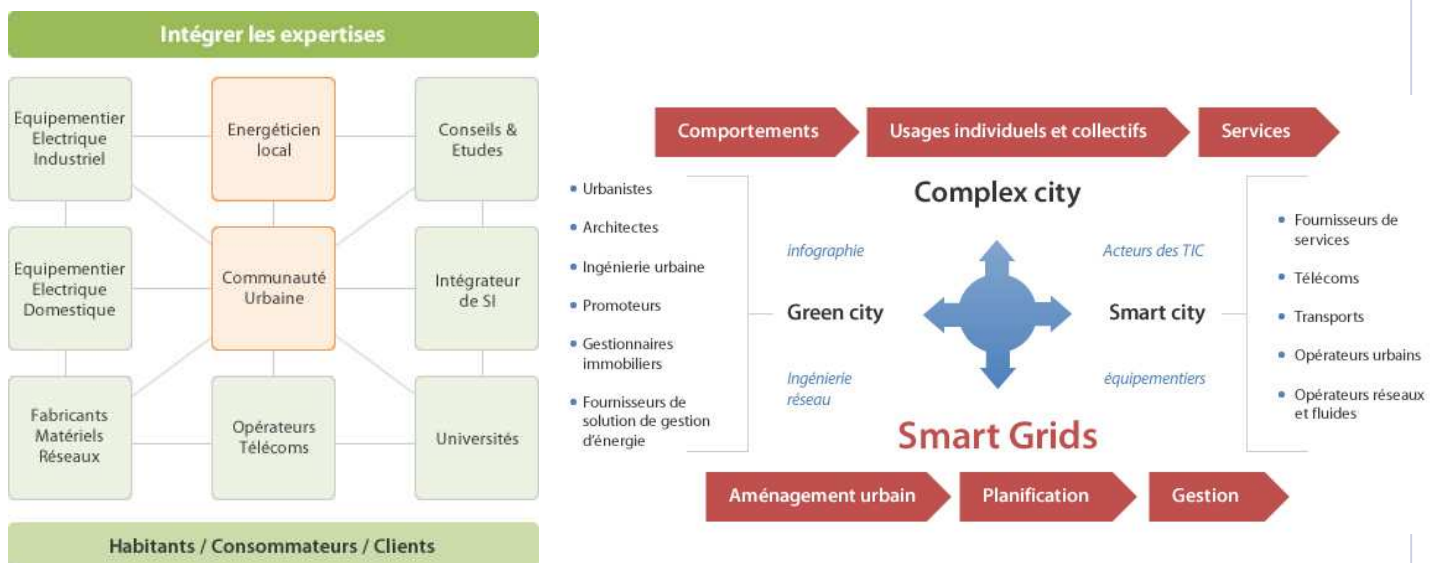 Intégrer les expertises
Equipementier
Electrique
Industriel
Energéticien
local
Conseils &
Etudes
Equipementier
Electrique
Domestique
Communauté
Urbaine
Intégrateur
de SI
Fabricants
Matériels
Réseaux
Opérateurs
Télécoms
Universités
Habitants / Consommateurs / Clients
Comportements
Usages individuels et collectifs
Services
• Urbanistes
• Architectes
• Ingénierie urbaine
• Promoteurs
• Gestionnaires
immobiliers
• Fournisseurs de
solution de gestion
d'énergie
Complex city
infographie
Acteurs des TIC
Green city
Smart city
Ingénierie
réseau
équipementiers
Smart Grids
• Fournisseurs de
services
• Télécoms
• Transports
• Opérateurs urbains
• Opérateurs réseaux
et fluides
Aménagement urbain
Planification
Gestion